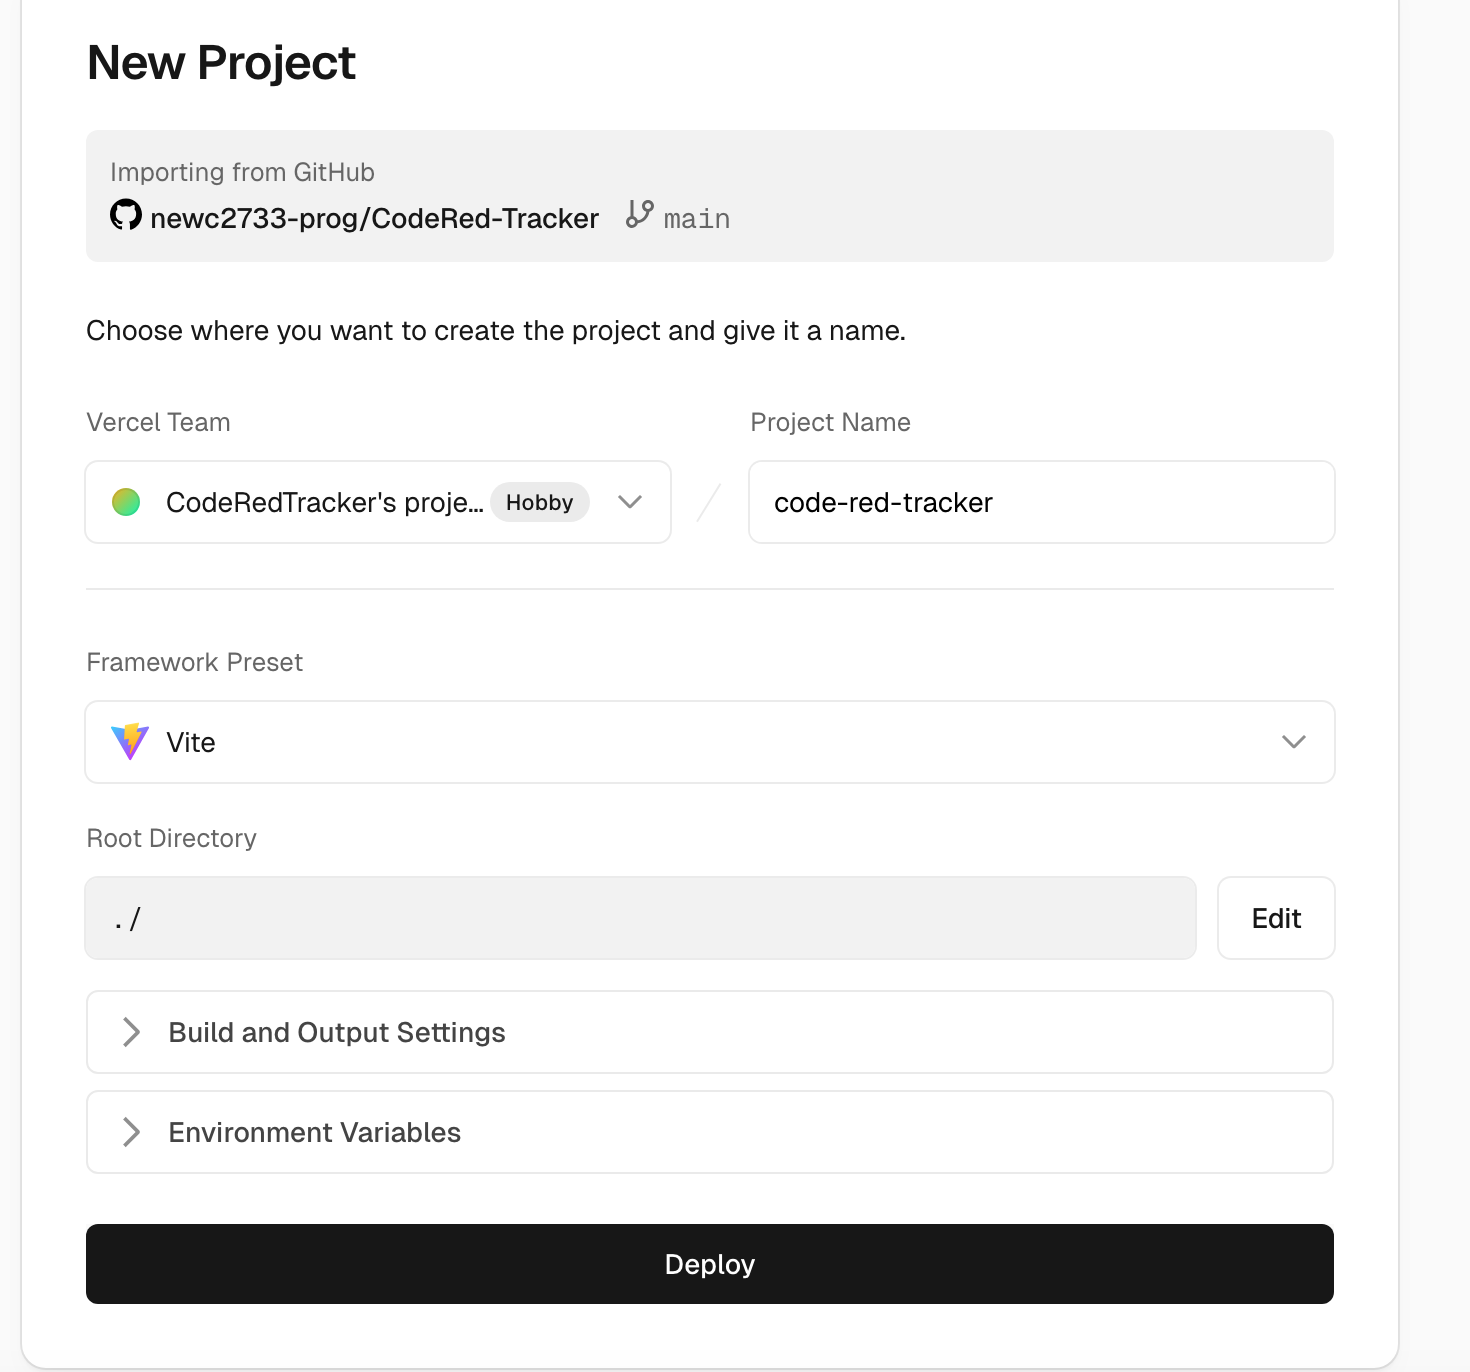 New Project
Importing from GitHub
newc2733-prog/CodeRed-Tracker main
Choose where you want to create the project and give it a name.
Vercel Team
Project Name
CodeRedTracker's proje... Hobby
code-red-tracker
Framework Preset
Vite
Root Directory
./
Edit
Build and Output Settings
Environment Variables
Deploy